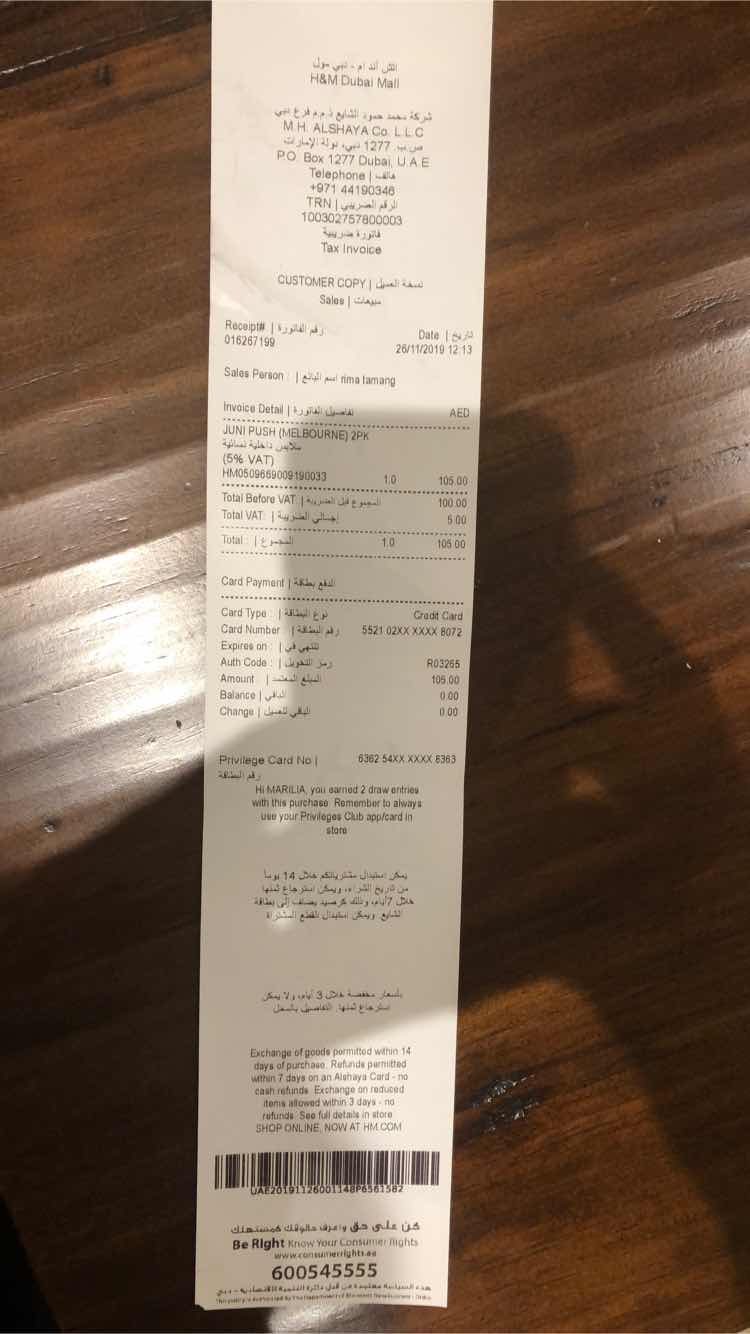 اتش أند ام - دبي مول
H&M Dubai Mall
شركة محمد حمود الشايع ذ.م.م فرع دبي
M.H. ALSHAYA Co. L.L.C
ص.ب. 1277 دبي، دولة الإمارات
P.O. Box 1277 Dubai, U.A.E
Telephone | هاتف
+971 44190346
TRN | الرقم الضريبي
100302757800003
فاتورة ضريبية
Tax Invoice
CUSTOMER COPY | نسخة العميل
Sales | مبيعات
Receipt# | رقم الفاتورة Date | تاريخ
016267199 26/11/2019 12:13
Sales Person : | اسم البائع rima tamang
Invoice Detail | تفاصيل الفاتورة AED
JUNI PUSH (MELBOURNE) 2PK
ملابس داخلية نسائية
(5% VAT)
HM0509669009190033 1.0 105.00
Total Before VAT | المجموع قبل الضريبة 100.00
Total VAT: | إجمالي الضريبة 5.00
Total : | المجموع 1.0 105.00
Card Payment | الدفع بطاقة
Card Type : | نوع البطاقة Credit Card
Card Number | رقم البطاقة 5521 02XX XXXX 8072
Expires on : | تنتهي في
Auth Code : | رمز التخويل R03265
Amount : | المبلغ المعتمد 105.00
Balance | الباقي 0.00
Change | الباقي للعميل 0.00
Privilege Card No | 6362 54XX XXXX 8363
رقم البطاقة
Hi MARILIA, you earned 2 draw entries
with this purchase. Remember to always
use your Privileges Club app/card in
store
يمكن استبدال مشترياتكم خلال 14 يوماً
من تاريخ الشراء، ويمكن استرجاع ثمنها
خلال 7أيام، وذلك كرصيد يضاف إلى بطاقة
الشايع. ويمكن استبدال القطع المشتراة
بأسعار مخفضة خلال 3 أيام، ولا يمكن
استرجاع ثمنها. التفاصيل بالمحل
Exchange of goods permitted within 14
days of purchase. Refunds permitted
within 7 days on an Alshaya Card - no
cash refunds. Exchange on reduced
items allowed within 3 days - no
refunds. See full details in store
SHOP ONLINE, NOW AT HM.COM
UAE20191126001148P6561582
كن على حق واعرف حقوقك كمستهلك
Be Right Know Your Consumer Rights
www.consumerrights.ae
600545555
هذه السياسة معتمدة من قبل دائرة التنمية الاقتصادية - دبي
This policy is authorized by The Department of Economic Development - Dubai